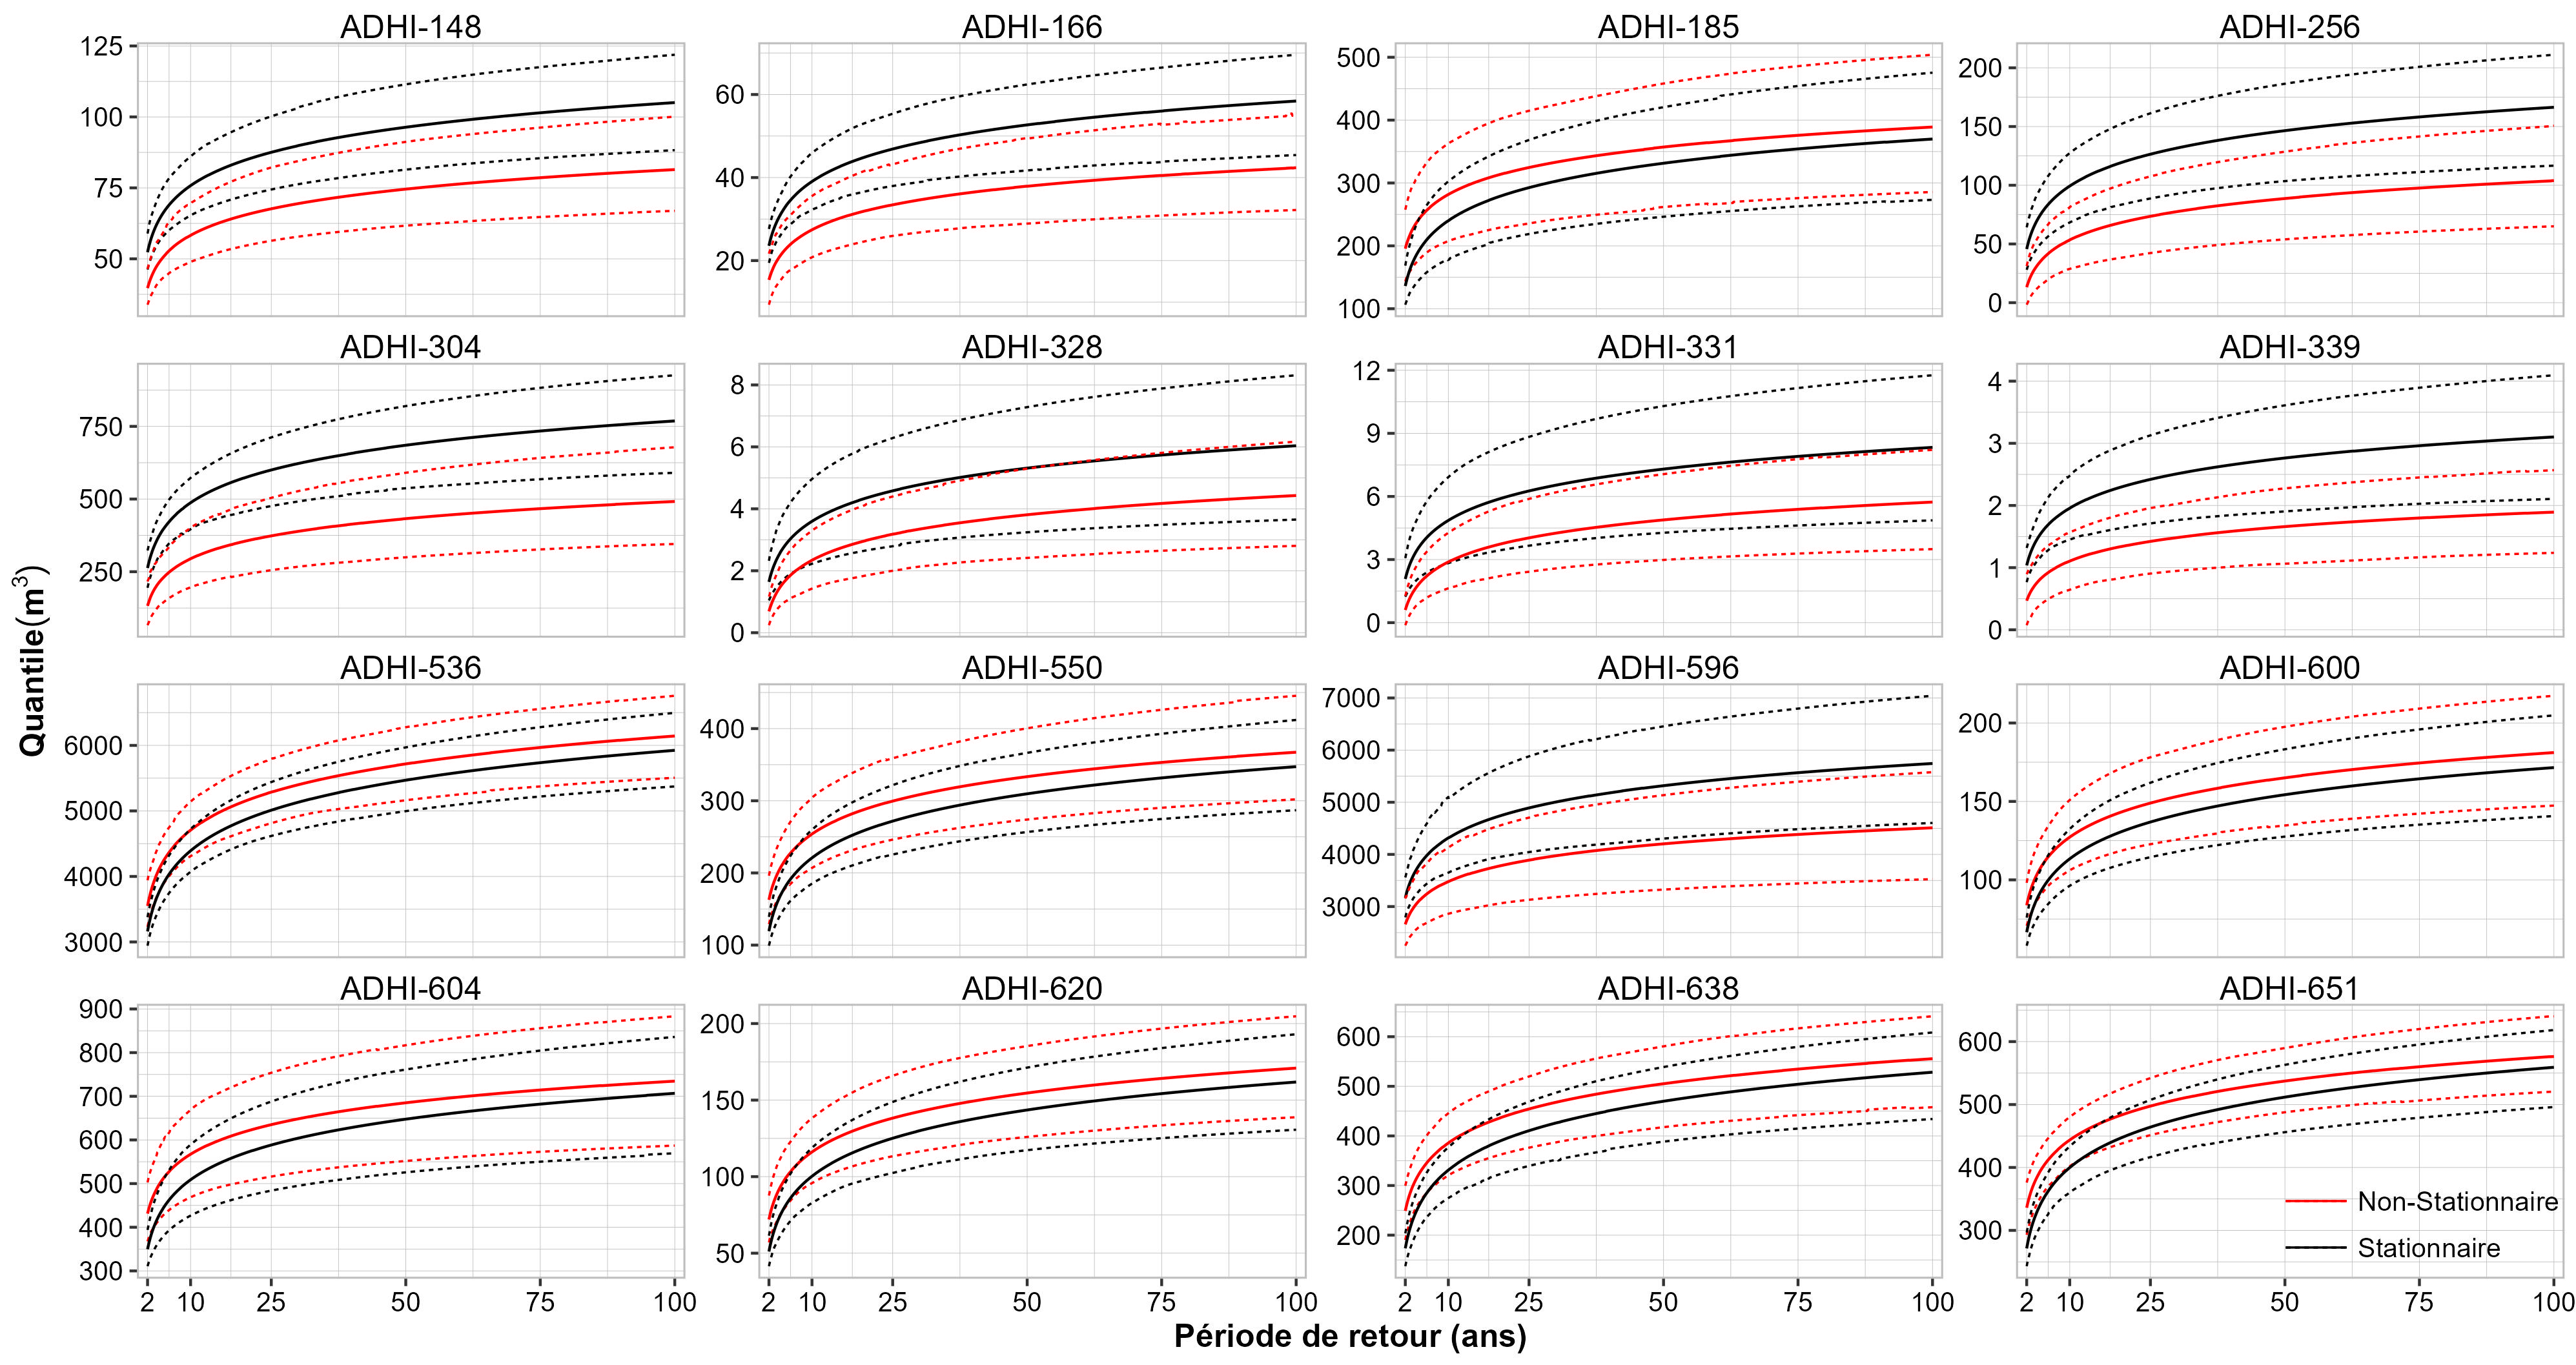 ADHI-148 ADHI-166 ADHI-185 ADHI-256
125 100 75 50
60 40 20
500 400 300 200 100
200 150 100 50 0
ADHI-304 ADHI-328 ADHI-331 ADHI-339
750 500 250
8 6 4 2 0
12 9 6 3 0
4 3 2 1 0
Quantile(m³)
ADHI-536 ADHI-550 ADHI-596 ADHI-600
6000 5000 4000 3000
400 300 200 100
7000 6000 5000 4000 3000
200 150 100
ADHI-604 ADHI-620 ADHI-638 ADHI-651
900 800 700 600 500 400 300
200 150 100 50
600 500 400 300 200
600 500 400 300
Non-Stationnaire
Stationnaire
2 10 25 50 75 100 2 10 25 50 75 100 2 10 25 50 75 100 2 10 25 50 75 100
Période de retour (ans)